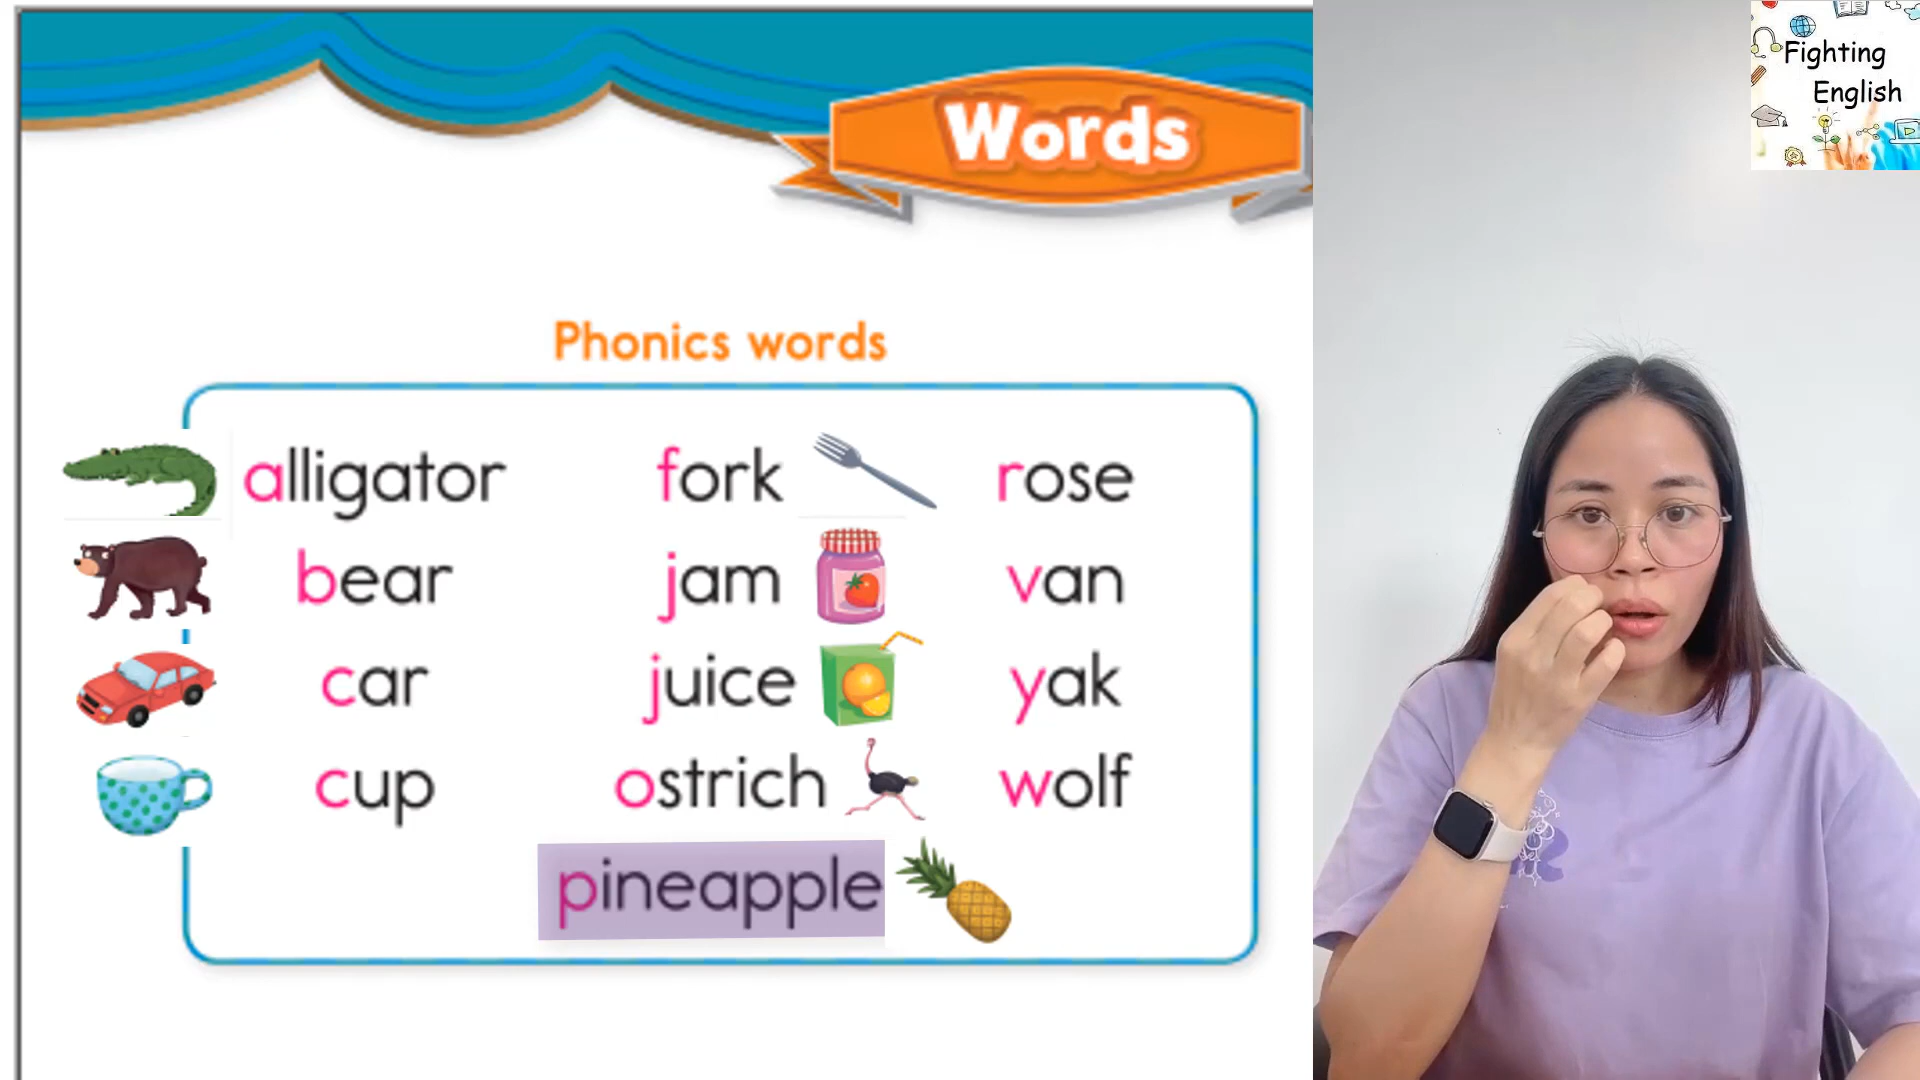 Words
Fighting
English
Phonics words
alligator
bear
car
cup
fork
jam
juice
ostrich
pineapple
rose
van
yak
wolf